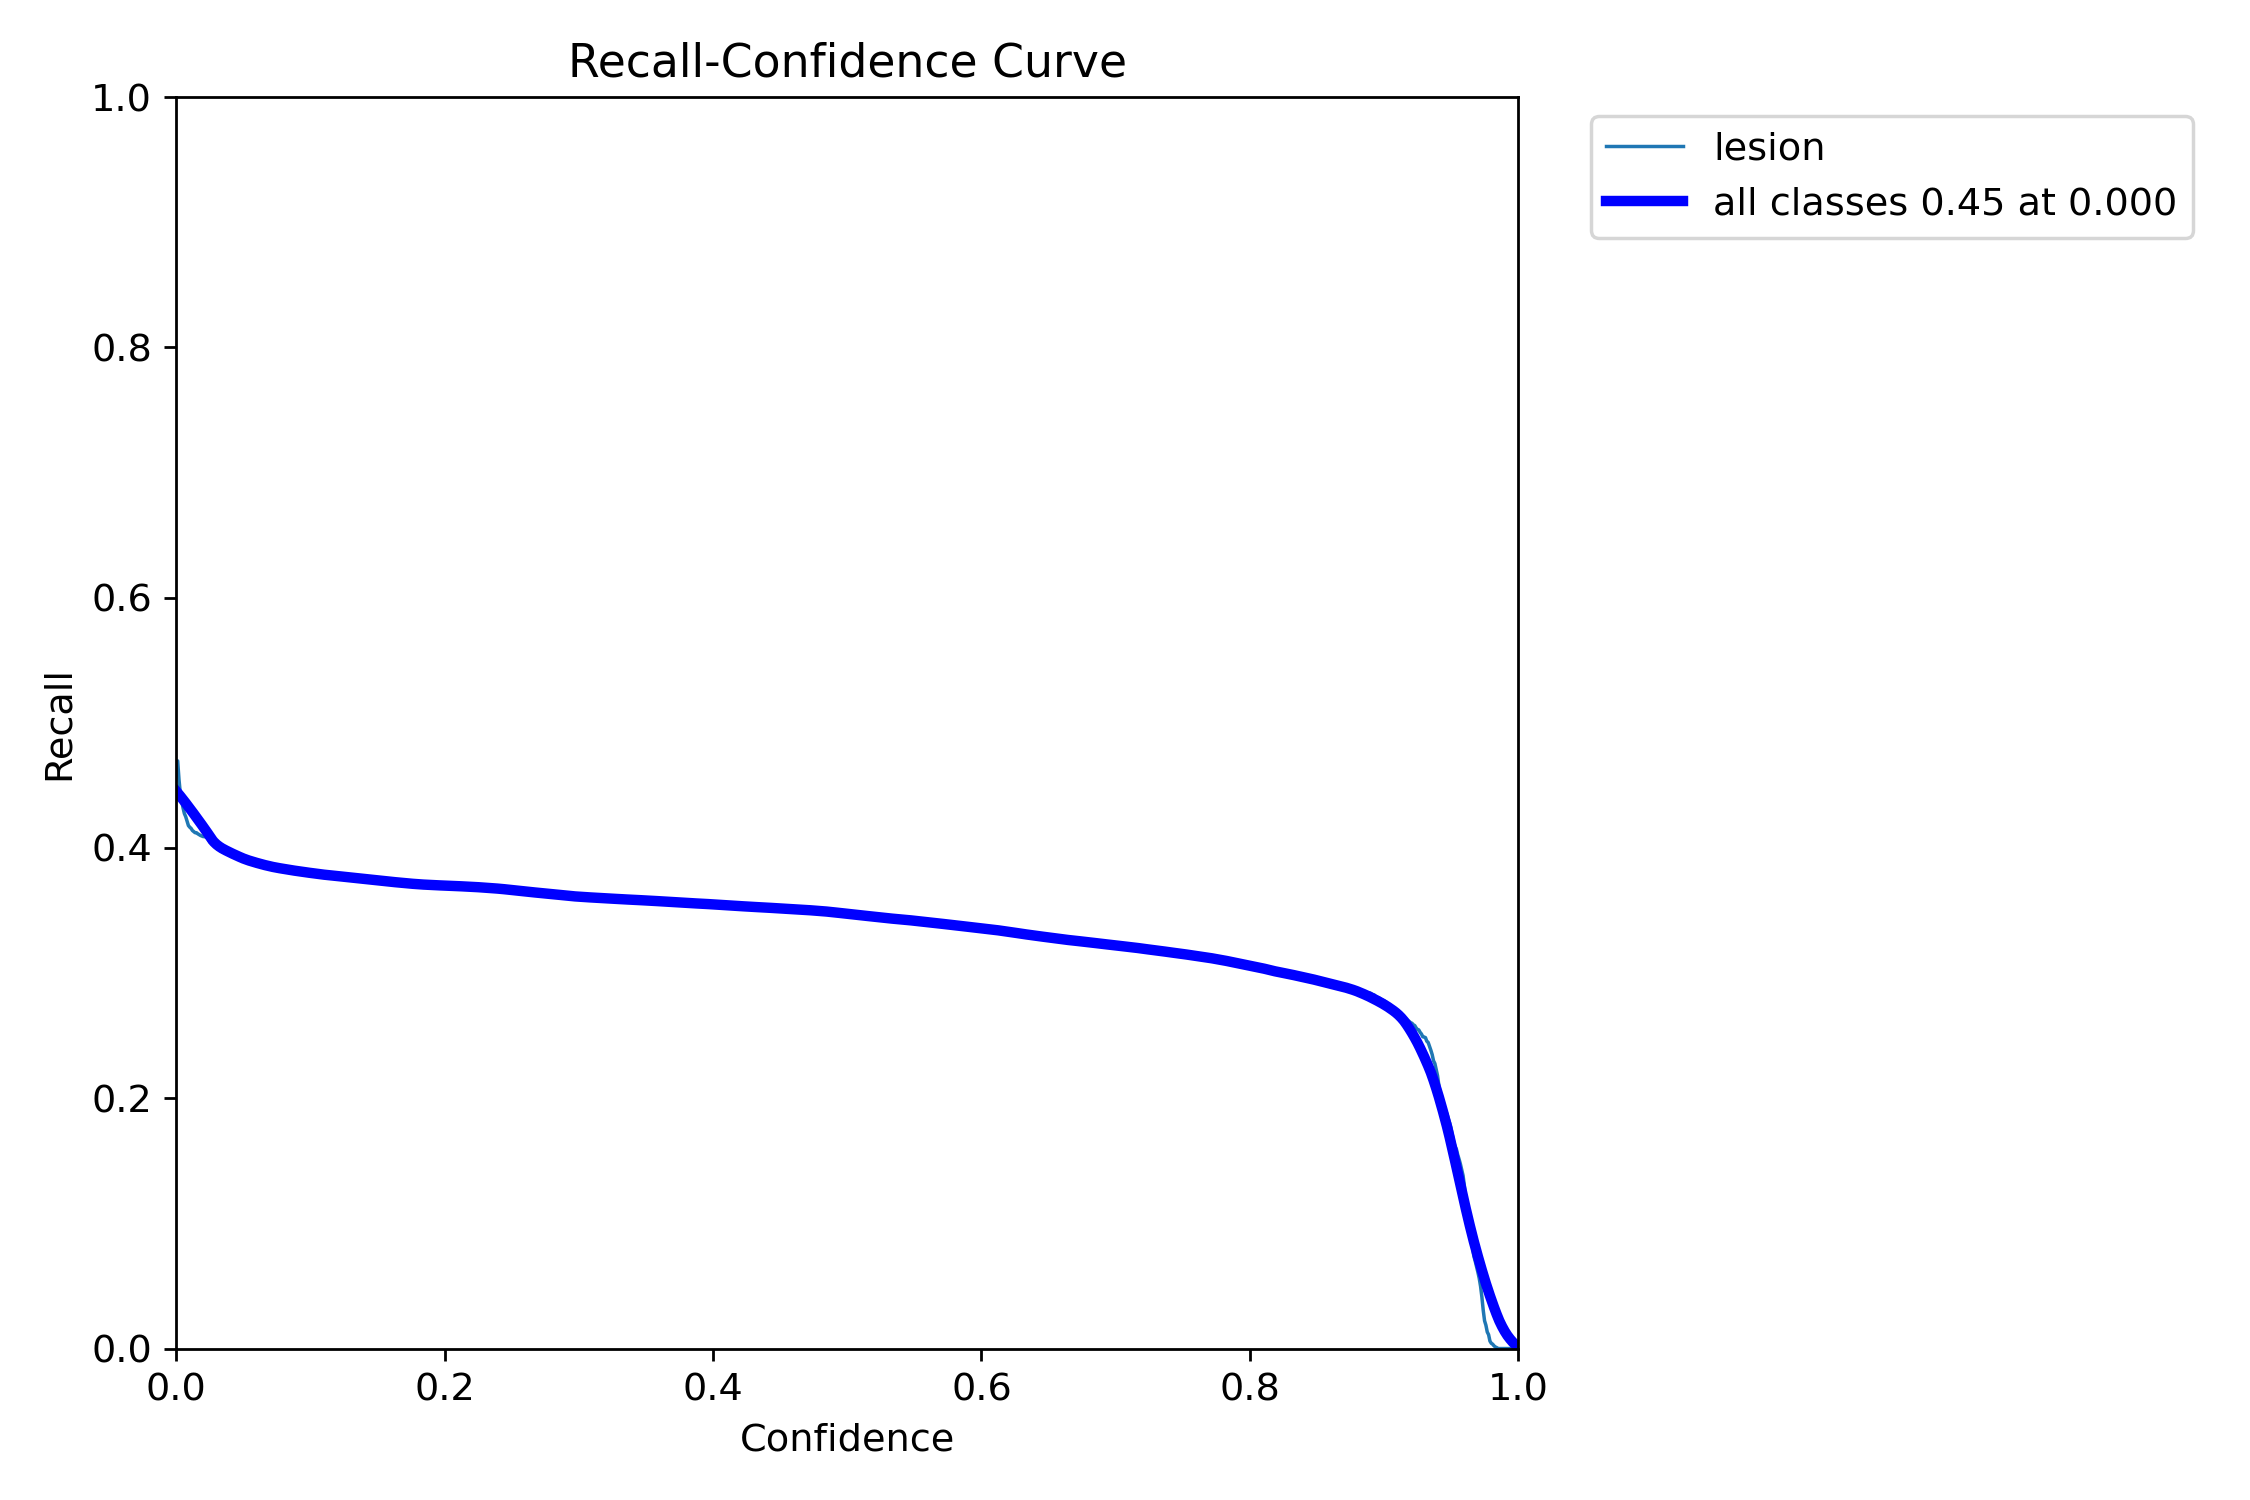 Recall-Confidence Curve
1.0
0.8
0.6
0.4
0.2
0.0
Recall
0.0 0.2 0.4 0.6 0.8 1.0
Confidence
lesion
all classes 0.45 at 0.000